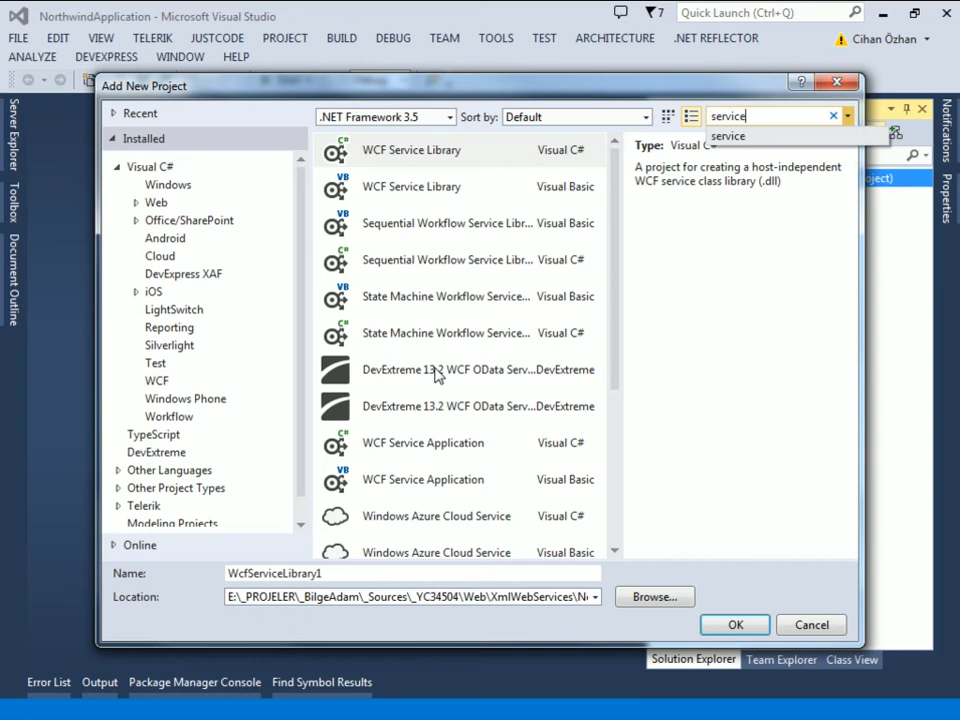 NorthwindApplication - Microsoft Visual Studio
7
Quick Launch (Ctrl+Q)
FILE EDIT VIEW TELERIK JUSTCODE PROJECT BUILD DEBUG TEAM TOOLS TEST ARCHITECTURE .NET REFLECTOR
Cihan Özhan
ANALYZE DEVEXPRESS WINDOW HELP
Server Explorer
Toolbox
Document Outline
Add New Project
Recent
Installed
Visual C#
Windows
Web
Office/SharePoint
Android
Cloud
DevExpress XAF
iOS
LightSwitch
Reporting
Silverlight
Test
WCF
Windows Phone
Workflow
TypeScript
DevExpress
Other Languages
Other Project Types
Telerik
Modeling Projects
Online
.NET Framework 3.5
Sort by: Default
service
service
C# WCF Service Library Visual C#
VB WCF Service Library Visual Basic
VB Sequential Workflow Service Libr... Visual Basic
C# Sequential Workflow Service Libr... Visual C#
VB State Machine Workflow Service... Visual Basic
C# State Machine Workflow Service... Visual C#
DevExtreme 13.2 WCF OData Serv...DevExtreme
DevExtreme 13.2 WCF OData Serv...DevExtreme
C# WCF Service Application Visual C#
VB WCF Service Application Visual Basic
Windows Azure Cloud Service Visual C#
Windows Azure Cloud Service Visual Basic
Type: Visual C#
A project for creating a host-independent
WCF service class library (.dll)
Name: WcfServiceLibrary1
Location: E:\_PROJELER\_BilgeAdam\_Sources\_YC34504\Web\XmlWebServices\N
Browse...
OK Cancel
oject)
Notifications
Properties
Solution Explorer Team Explorer Class View
Error List Output Package Manager Console Find Symbol Results